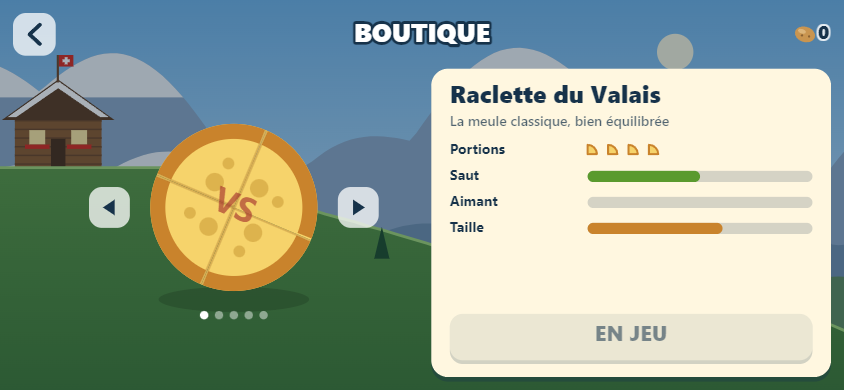 BOUTIQUE
0
Raclette du Valais
La meule classique, bien équilibrée
Portions
Saut
Aimant
Taille
VS
EN JEU